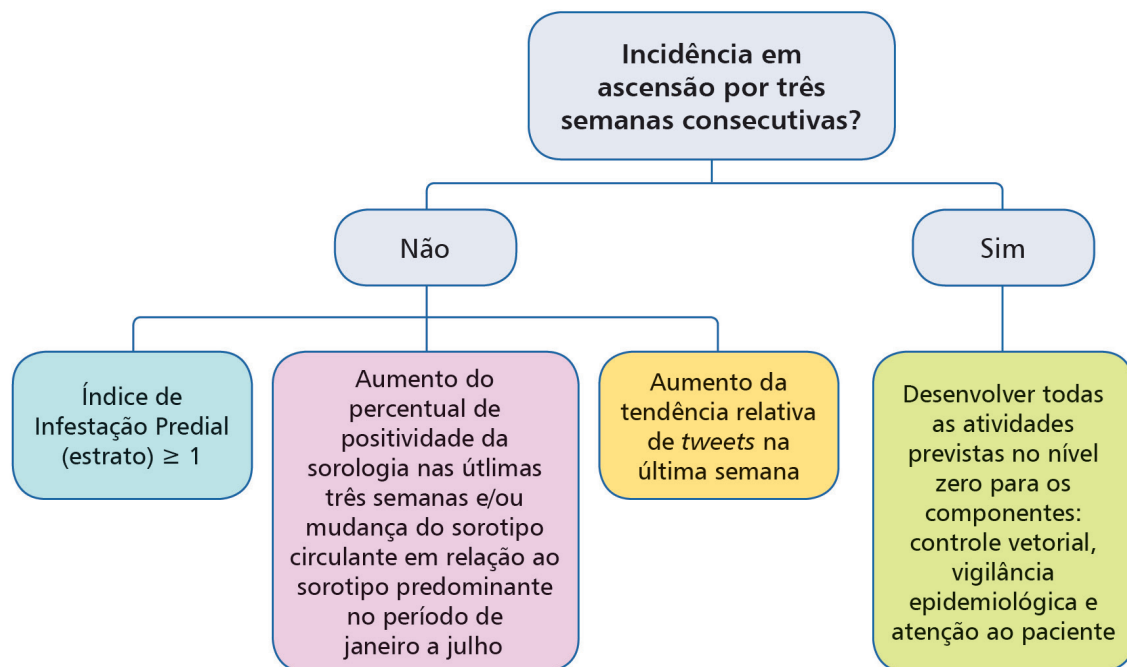 Incidência em
ascensão por três
semanas consecutivas?
Não
Sim
Índice de
Infestação Predial
(estrato) ≥ 1
Aumento do
percentual de
positividade da
sorologia nas útlimas
três semanas e/ou
mudança do sorotipo
circulante em relação ao
sorotipo predominante
no período de
janeiro a julho
Aumento da
tendência relativa
de tweets na
última semana
Desenvolver todas
as atividades
previstas no nível
zero para os
componentes:
controle vetorial,
vigilância
epidemiológica e
atenção ao paciente